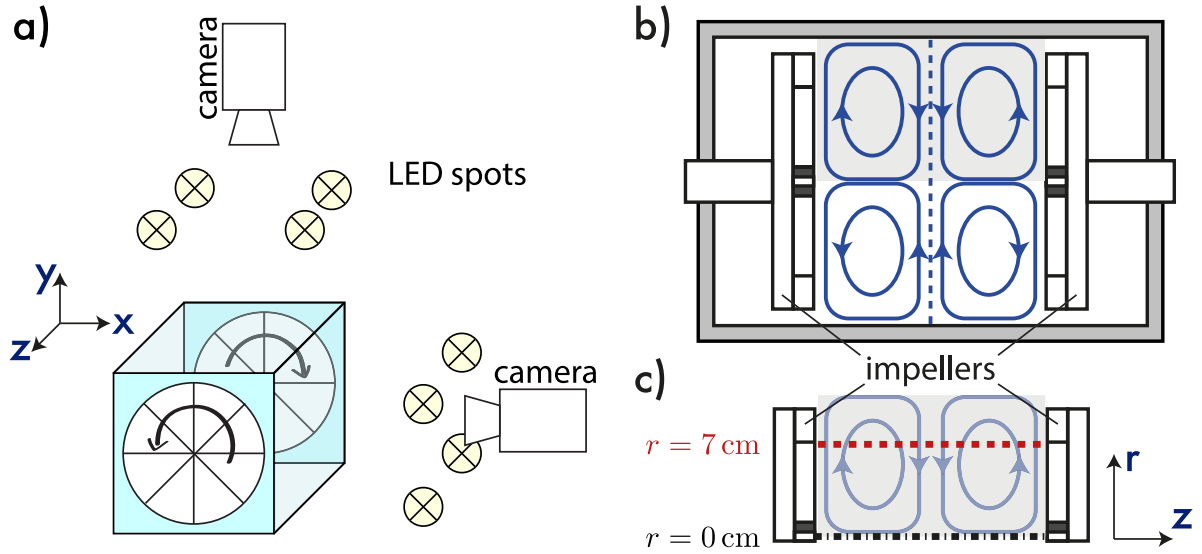 a)
camera
LED spots
y
x
z
camera
b)
impellers
c)
r = 7 cm
r = 0 cm
r
z